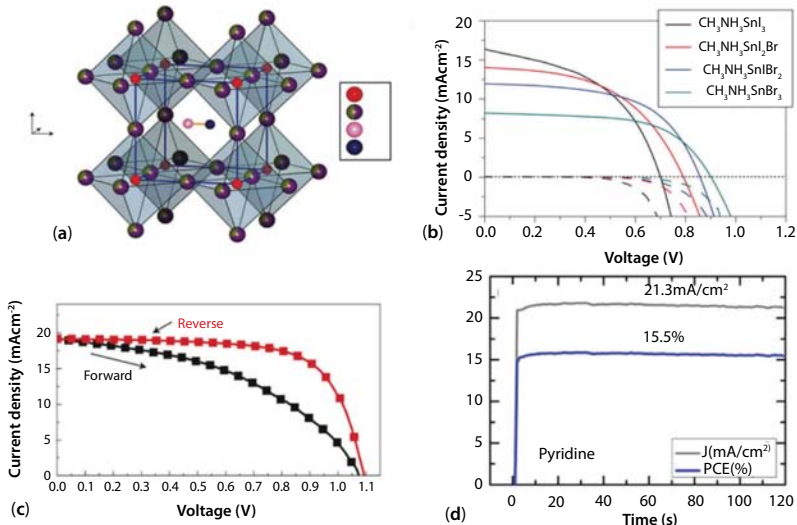 (a)
Current density (mAcm⁻²)
20
15
10
5
0
-5
0.0 0.2 0.4 0.6 0.8 1.0 1.2
CH₃NH₃SnI₃
CH₃NH₃SnI₂Br
CH₃NH₃SnIBr₂
CH₃NH₃SnBr₃
(b)
Voltage (V)
Current density (mAcm⁻²)
20
15
10
5
0
0.0 0.1 0.2 0.3 0.4 0.5 0.6 0.7 0.8 0.9 1.0 1.1
Reverse
Forward
(c)
Voltage (V)
25
20
15
10
5
0
0 20 40 60 80 100 120
21.3mA/cm²
15.5%
Pyridine
J(mA/cm²)
PCE(%)
(d)
Time (s)